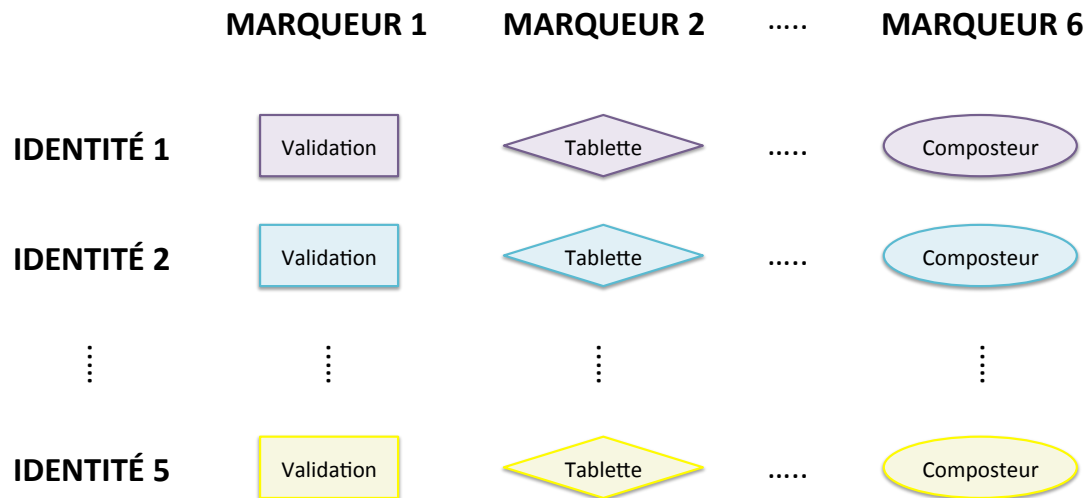 MARQUEUR 1 MARQUEUR 2 ..... MARQUEUR 6
IDENTITÉ 1 Validation Tablette ..... Composteur
IDENTITÉ 2 Validation Tablette ..... Composteur
..... ..... ..... .....
IDENTITÉ 5 Validation Tablette ..... Composteur